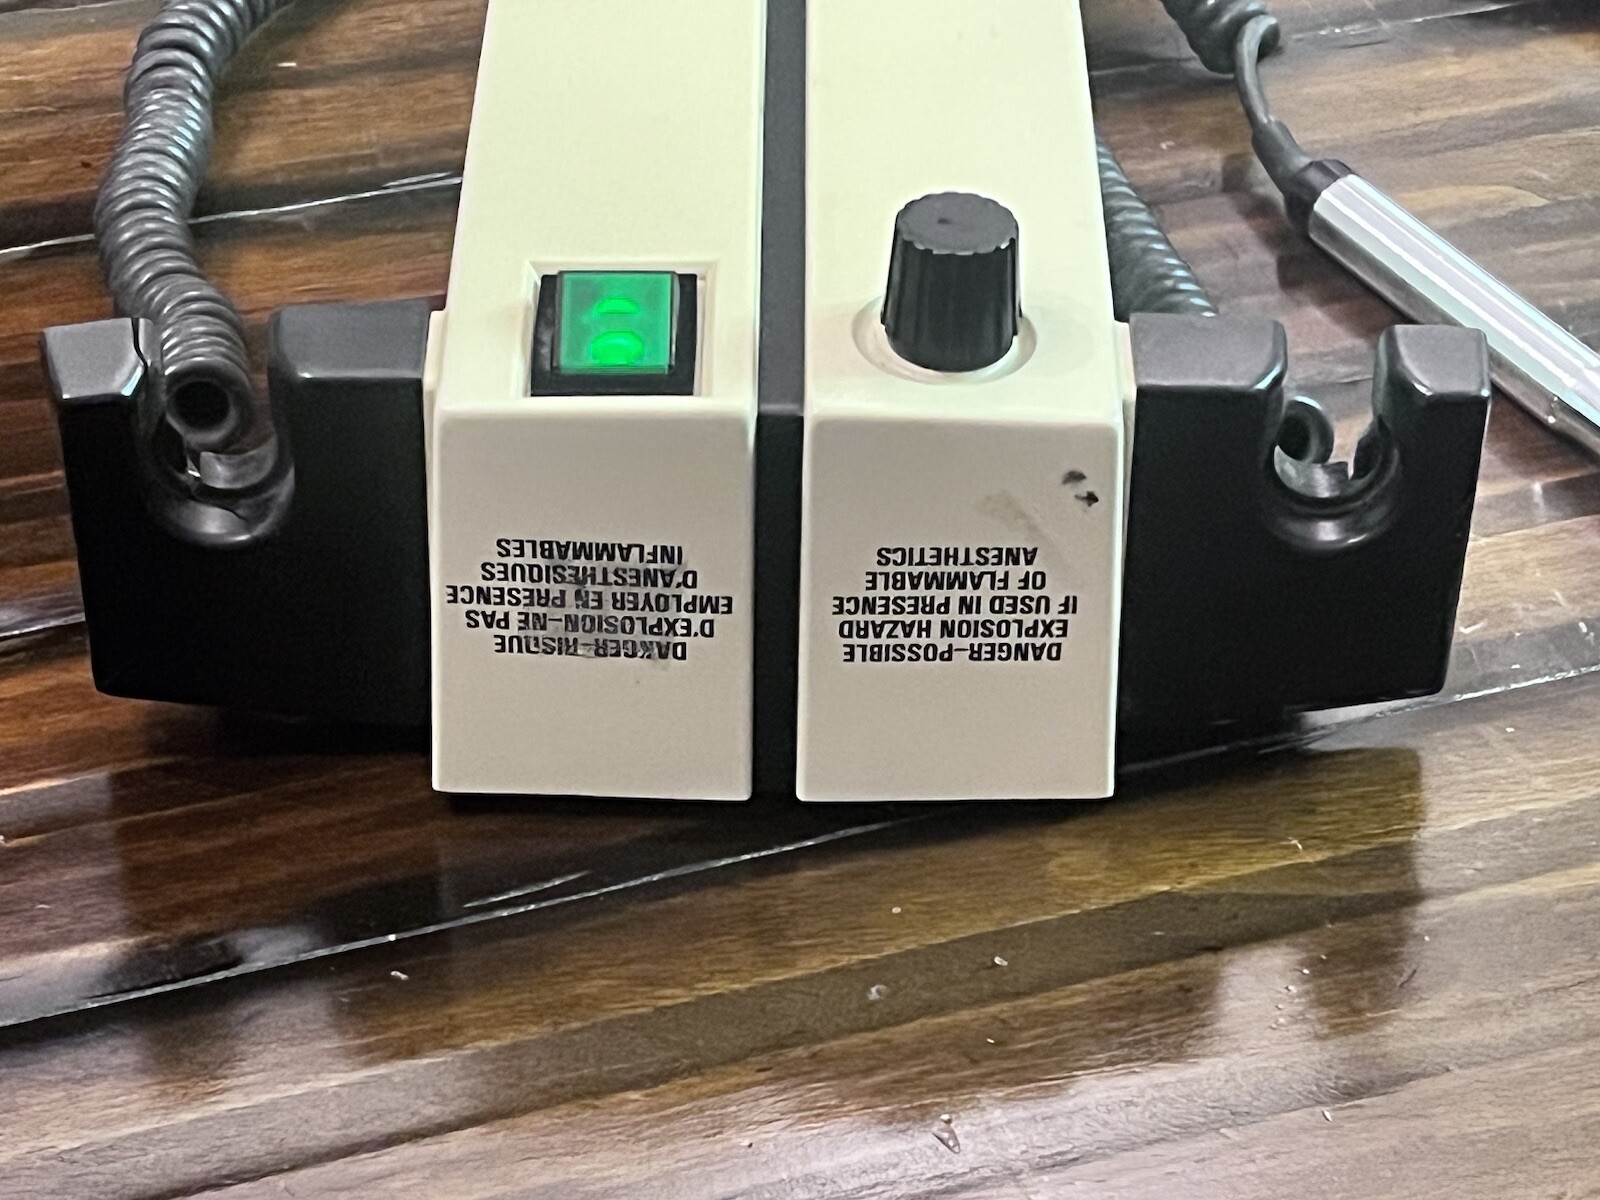 DANGER-RISQUE
D'EXPLOSION-NE PAS
EMPLOYER EN PRESENCE
D'ANESTHESIQUES
INFLAMMABLES
DANGER-POSSIBLE
EXPLOSION HAZARD
IF USED IN PRESENCE
OF FLAMMABLE
ANESTHETICS